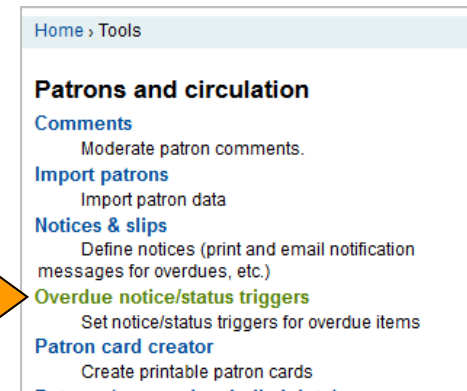 Home › Tools
Patrons and circulation
Comments
Moderate patron comments.
Import patrons
Import patron data
Notices & slips
Define notices (print and email notification
messages for overdues, etc.)
Overdue notice/status triggers
Set notice/status triggers for overdue items
Patron card creator
Create printable patron cards